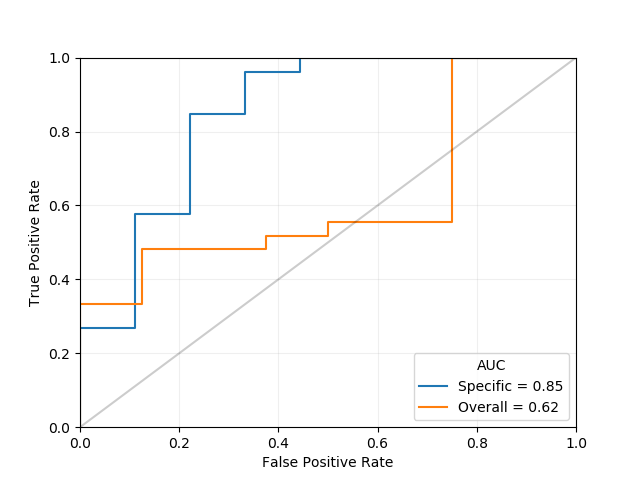 1.0
0.8
0.6
0.4
0.2
0.0
True Positive Rate
0.0 0.2 0.4 0.6 0.8 1.0
False Positive Rate
AUC
Specific = 0.85
Overall = 0.62